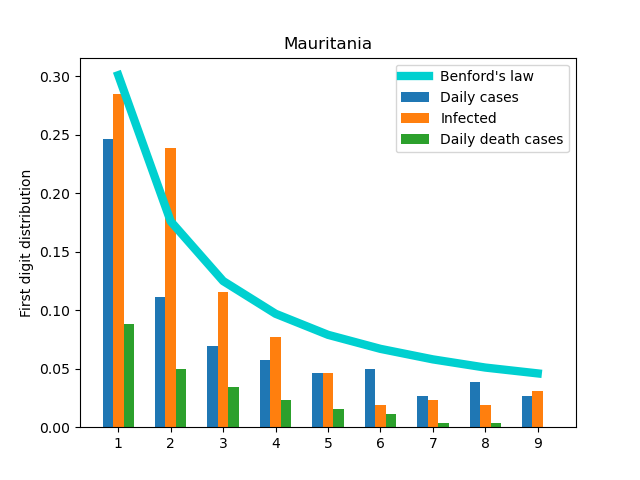 Mauritania
Benford's law
Daily cases
Infected
Daily death cases
First digit distribution
0.30
0.25
0.20
0.15
0.10
0.05
0.00
1 2 3 4 5 6 7 8 9